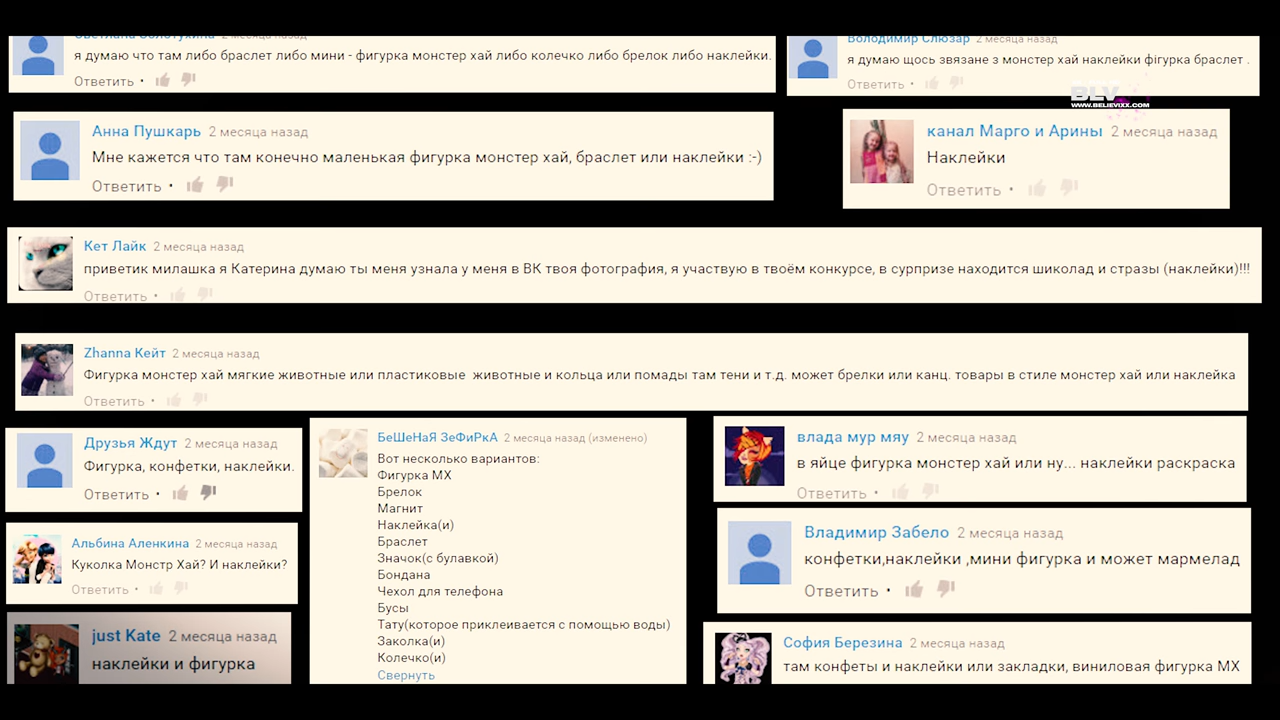 Светлана Золотухина 2 месяца назад
я думаю что там либо браслет либо мини - фигурка монстер хай либо колечко либо брелок либо наклейки.
Ответить •
Володимир Слюзар 2 месяца назад
я думаю щось звязане з монстер хай наклейки фігурка браслет .
Ответить •
BLV
WWW.BELIEVIXX.COM
Анна Пушкарь 2 месяца назад
Мне кажется что там конечно маленькая фигурка монстер хай, браслет или наклейки :-)
Ответить •
канал Марго и Арины 2 месяца назад
Наклейки
Ответить •
Кет Лайк 2 месяца назад
приветик милашка я Катерина думаю ты меня узнала у меня в ВК твоя фотография, я участвую в твоём конкурсе, в сурпризе находится шиколад и стразы (наклейки)!!!
Ответить •
Zhanna Кейт 2 месяца назад
Фигурка монстер хай мягкие животные или пластиковые животные и кольца или помады там тени и т.д. может брелки или канц. товары в стиле монстер хай или наклейка
Ответить •
Друзья Ждут 2 месяца назад
Фигурка, конфетки, наклейки.
Ответить •
Альбина Аленкина 2 месяца назад
Куколка Монстр Хай? И наклейки?
Ответить •
just Kate 2 месяца назад
наклейки и фигурка
БеШеНаЯ ЗеФиРкА 2 месяца назад (изменено)
Вот несколько вариантов:
Фигурка МХ
Брелок
Магнит
Наклейка(и)
Браслет
Значок(с булавкой)
Бондана
Чехол для телефона
Бусы
Тату(которое приклеивается с помощью воды)
Заколка(и)
Колечко(и)
Свернуть
влада мур мяу 2 месяца назад
в яйце фигурка монстер хай или ну... наклейки раскраска
Ответить •
Владимир Забело 2 месяца назад
конфетки,наклейки ,мини фигурка и может мармелад
Ответить •
София Березина 2 месяца назад
там конфеты и наклейки или закладки, виниловая фигурка МХ